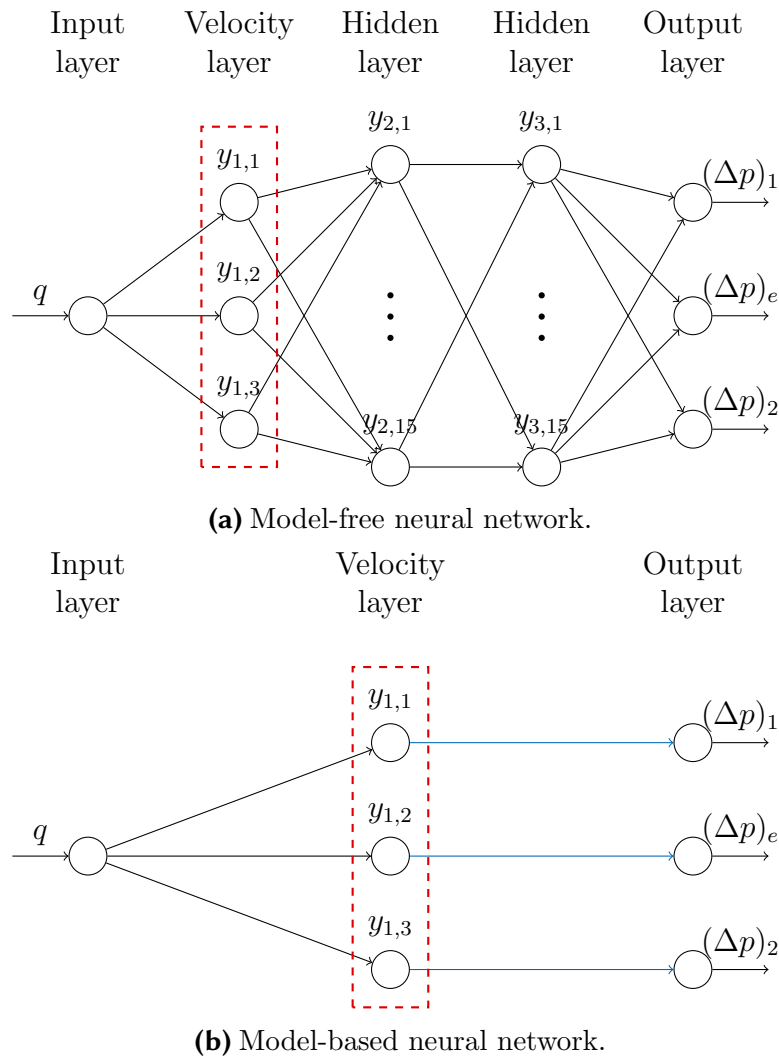 Input Velocity Hidden Hidden Output
layer layer layer layer layer
y2,1 y3,1
y1,1 (Δp)1
q y1,2 (Δp)e
y1,3 (Δp)2
y2,15 y3,15
(a) Model-free neural network.
Input Velocity Output
layer layer layer
y1,1 (Δp)1
q y1,2 (Δp)e
y1,3 (Δp)2
(b) Model-based neural network.